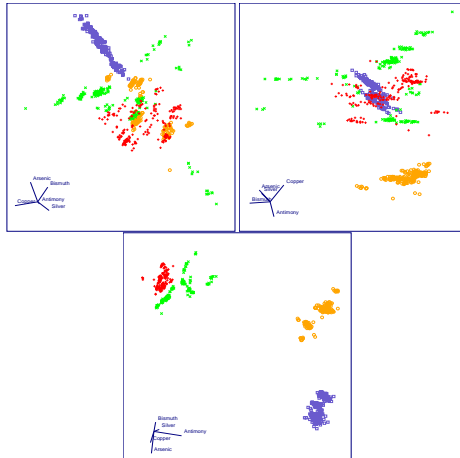 Arsenic
Bismuth
Copper
Antimony
Silver
Copper
Arsenic
Silver
Bismuth
Antimony
Bismuth
Silver
Antimony
Copper
Arsenic